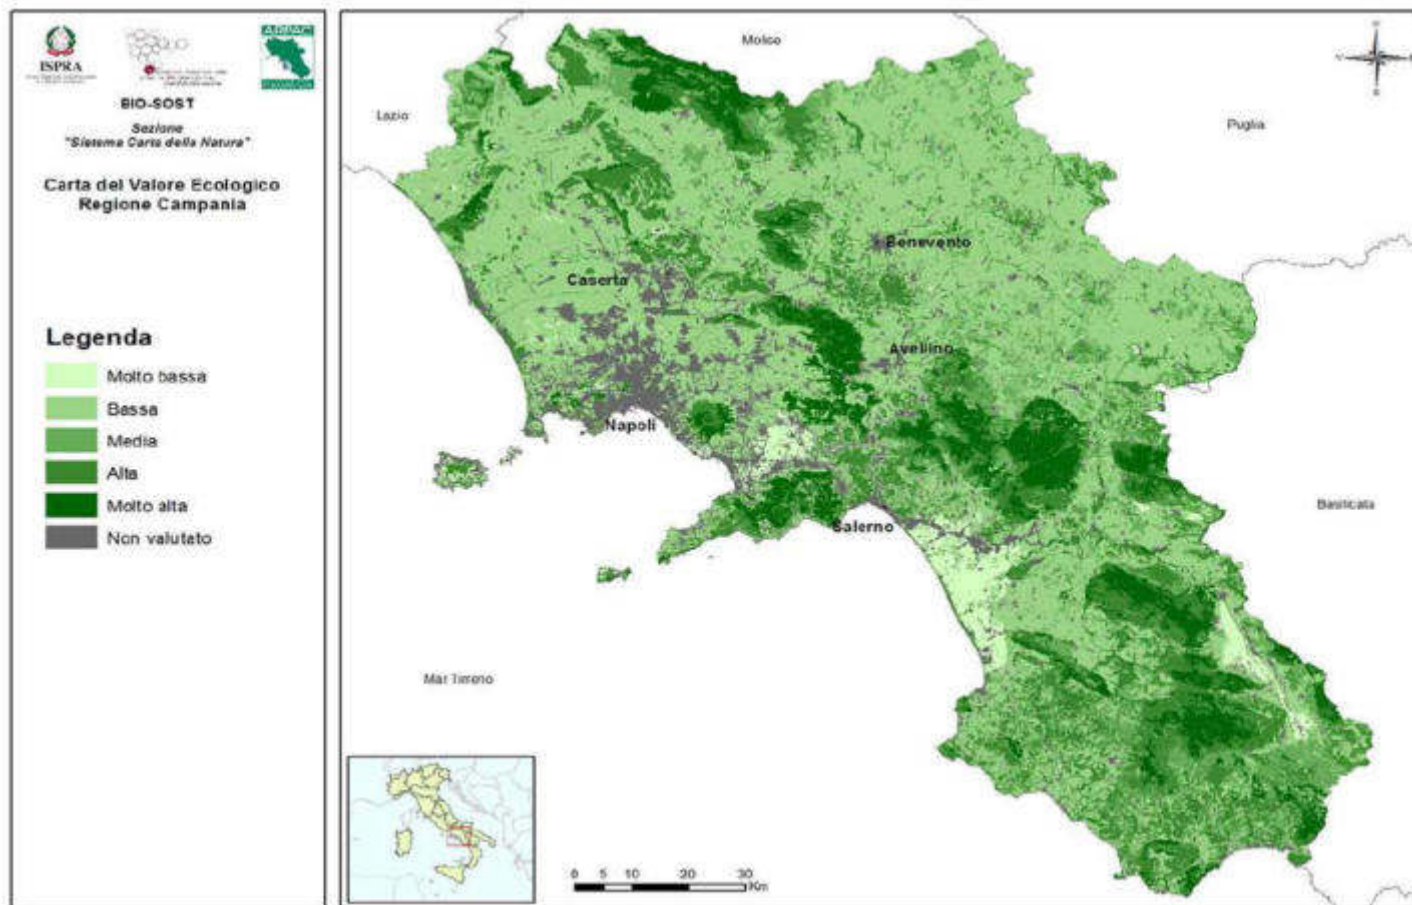 ISPRA
ARPAC
BIO-SOST
Sezione
"Sistema Carta della Natura"
Carta del Valore Ecologico
Regione Campania
Legenda
Molto bassa
Bassa
Media
Alta
Molto alta
Non valutato
Molise
Lazio
Puglia
Benevento
Caserta
Avellino
Napoli
Salerno
Basilicata
Mar Tirreno
0 5 10 20 30
Km